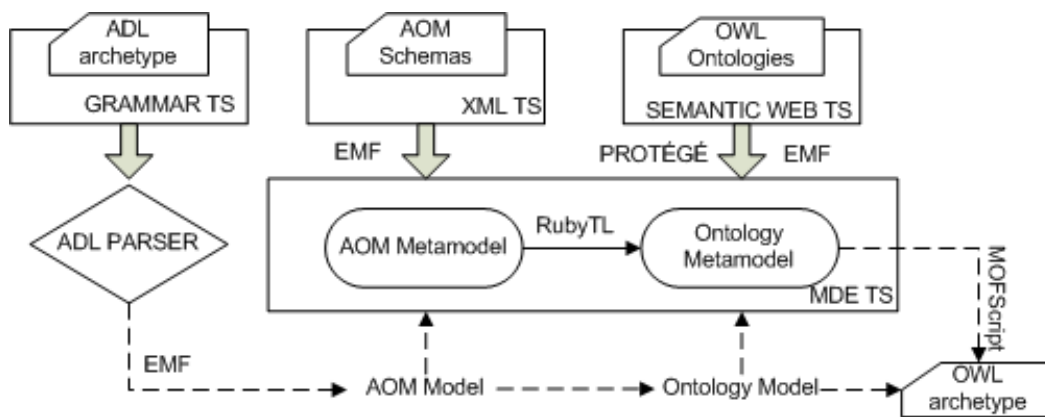 ADL
archetype
GRAMMAR TS
AOM
Schemas
XML TS
OWL
Ontologies
SEMANTIC WEB TS
EMF
PROTÉGÉ
EMF
ADL PARSER
AOM Metamodel
RubyTL
Ontology
Metamodel
MDE TS
MOFScript
EMF
AOM Model
Ontology Model
OWL
archetype